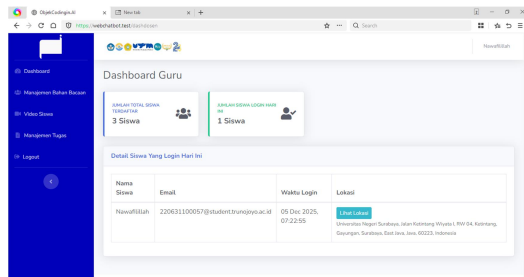 ObjekCodingin.AI
New tab
https://webchatbot.test/dashboard
Search
Nawafilillah
Dashboard
Manajemen Bahan Bacaan
Video Siswa
Manajemen Tugas
Logout
Dashboard Guru
JUMLAH TOTAL SISWA
TERDAFTAR
3 Siswa
JUMLAH SISWA LOGIN HARI
INI
1 Siswa
Detail Siswa Yang Login Hari Ini
Nama
Siswa
Email
Waktu Login
Lokasi
Nawafilillah
220631100057@student.trunojoyo.ac.id
05 Dec 2025,
07:22:55
Lihat Lokasi
Universitas Negeri Surabaya, Jalan Ketintang Wiyata I, RW 04, Ketintang,
Gayungan, Surabaya, East Java, Java, 60223, Indonesia